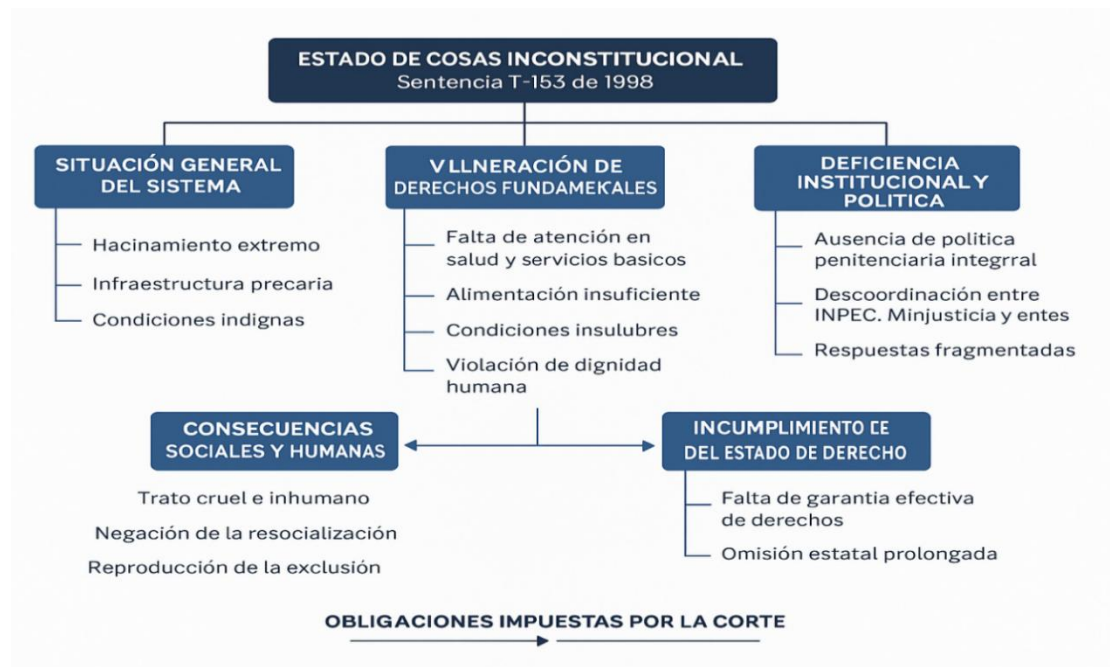 ESTADO DE COSAS INCONSTITUCIONAL
Sentencia T-153 de 1998
SITUACIÓN GENERAL
DEL SISTEMA
Hacinamiento extremo
Infraestructura precaria
Condiciones indignas
VLLNERACIÓN DE
DERECHOS FUNDAMEKALES
Falta de atención en
salud y servicios basicos
Alimentación insuficiente
Condiciones insulubres
Violación de dignidad
humana
DEFICIENCIA
INSTITUCIONAL Y
POLITICA
Ausencia de politica
penitenciaria integrral
Descoordinación entre
INPEC. Minjusticia y entes
Respuestas fragmentadas
CONSECUENCIAS
SOCIALES Y HUMANAS
Trato cruel e inhumano
Negación de la resocialización
Reproducción de la exclusión
INCUMPLIMIENTO CE
DEL ESTADO DE DERECHO
Falta de garantia efectiva
de derechos
Omisión estatal prolongada
OBLIGACIONES IMPUESTAS POR LA CORTE